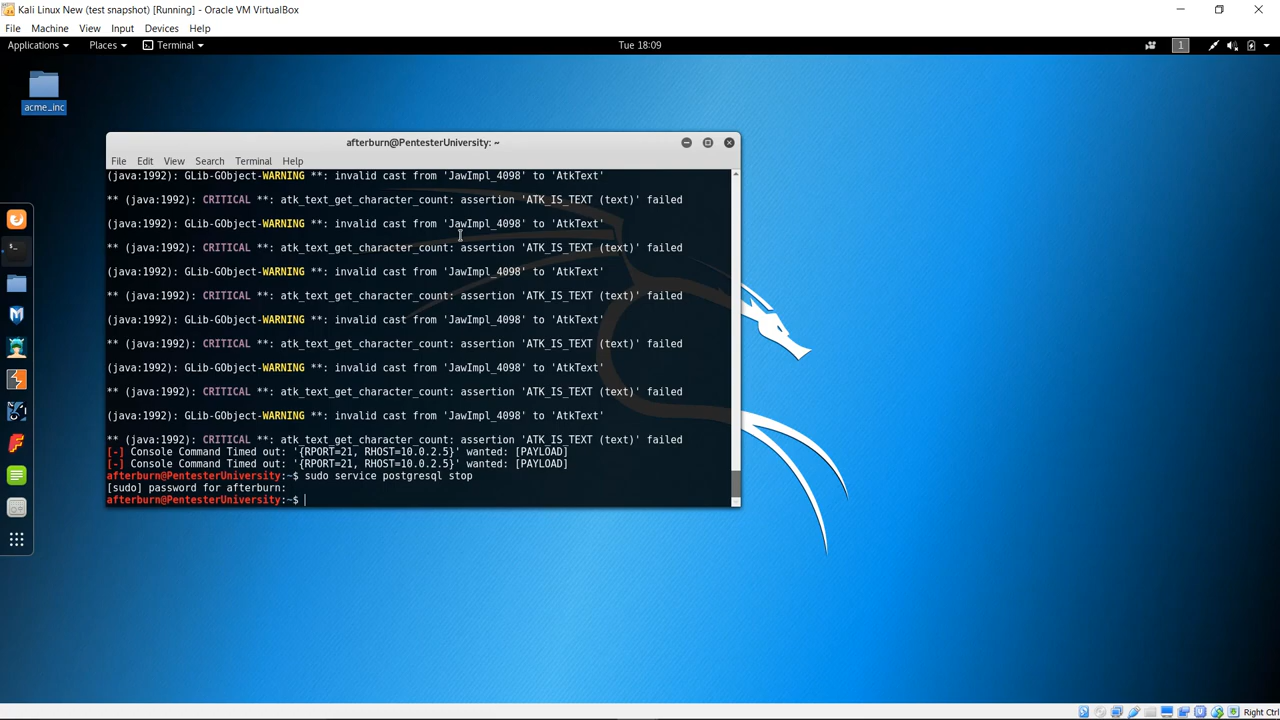 Kali Linux New (test snapshot) [Running] - Oracle VM VirtualBox
File Machine View Input Devices Help
Applications Places Terminal Tue 18:09 1
acme_inc
afterburn@PentesterUniversity: ~
File Edit View Search Terminal Help
(java:1992): GLib-GObject-WARNING **: invalid cast from 'JawImpl_4098' to 'AtkText'
** (java:1992): CRITICAL **: atk_text_get_character_count: assertion 'ATK_IS_TEXT (text)' failed
(java:1992): GLib-GObject-WARNING **: invalid cast from 'JawImpl_4098' to 'AtkText'
** (java:1992): CRITICAL **: atk_text_get_character_count: assertion 'ATK_IS_TEXT (text)' failed
(java:1992): GLib-GObject-WARNING **: invalid cast from 'JawImpl_4098' to 'AtkText'
** (java:1992): CRITICAL **: atk_text_get_character_count: assertion 'ATK_IS_TEXT (text)' failed
(java:1992): GLib-GObject-WARNING **: invalid cast from 'JawImpl_4098' to 'AtkText'
** (java:1992): CRITICAL **: atk_text_get_character_count: assertion 'ATK_IS_TEXT (text)' failed
(java:1992): GLib-GObject-WARNING **: invalid cast from 'JawImpl_4098' to 'AtkText'
** (java:1992): CRITICAL **: atk_text_get_character_count: assertion 'ATK_IS_TEXT (text)' failed
(java:1992): GLib-GObject-WARNING **: invalid cast from 'JawImpl_4098' to 'AtkText'
** (java:1992): CRITICAL **: atk_text_get_character_count: assertion 'ATK_IS_TEXT (text)' failed
[-] Console Command Timed out: '{RPORT=21, RHOST=10.0.2.5}' wanted: [PAYLOAD]
[-] Console Command Timed out: '{RPORT=21, RHOST=10.0.2.5}' wanted: [PAYLOAD]
afterburn@PentesterUniversity:~$ sudo service postgresql stop
[sudo] password for afterburn:
afterburn@PentesterUniversity:~$
Right Ctrl